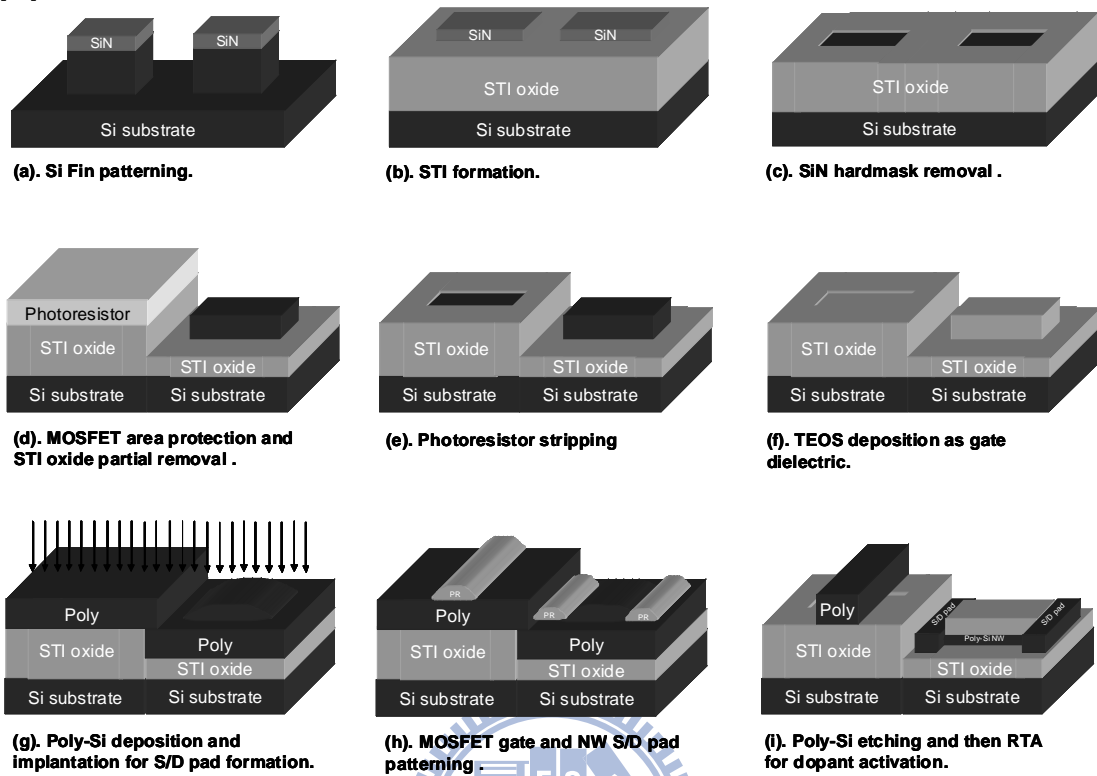 SiN
SiN
Si substrate
(a). Si Fin patterning.
SiN
SiN
STI oxide
Si substrate
(b). STI formation.
STI oxide
Si substrate
(c). SiN hardmask removal .
Photoresistor
STI oxide
STI oxide
Si substrate
Si substrate
(d). MOSFET area protection and
STI oxide partial removal .
STI oxide
STI oxide
Si substrate
Si substrate
(e). Photoresistor stripping
STI oxide
STI oxide
Si substrate
Si substrate
(f). TEOS deposition as gate
dielectric.
Poly
Poly
STI oxide
STI oxide
Si substrate
Si substrate
(g). Poly-Si deposition and
implantation for S/D pad formation.
PR
PR
PR
Poly
Poly
STI oxide
STI oxide
Si substrate
Si substrate
(h). MOSFET gate and NW S/D pad
patterning .
Poly
S/D pad
S/D pad
Poly-Si NW
STI oxide
STI oxide
Si substrate
Si substrate
(i). Poly-Si etching and then RTA
for dopant activation.